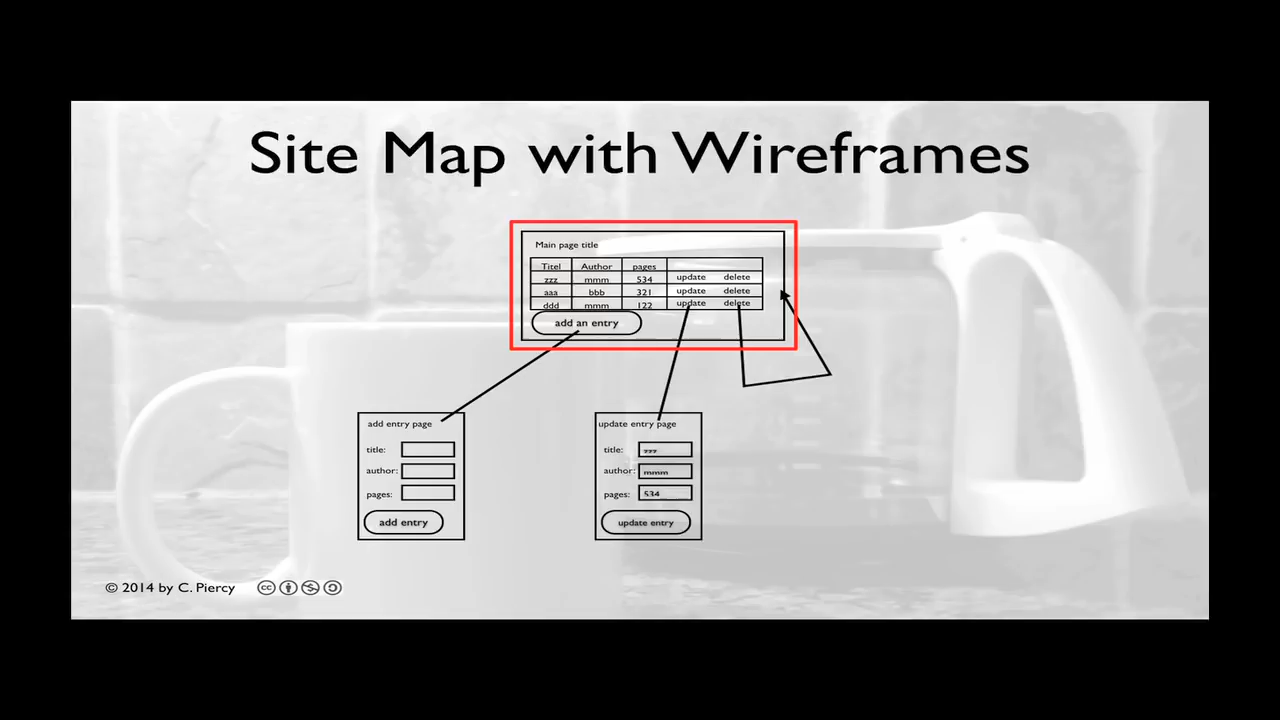 Site Map with Wireframes
Main page title
Titel Author pages
zzz mmm 534 update delete
aaa bbb 321 update delete
ddd mmm 122 update delete
add an entry
add entry page
title:
author:
pages:
add entry
update entry page
title: zzz
author: mmm
pages: 534
update entry
© 2014 by C. Piercy